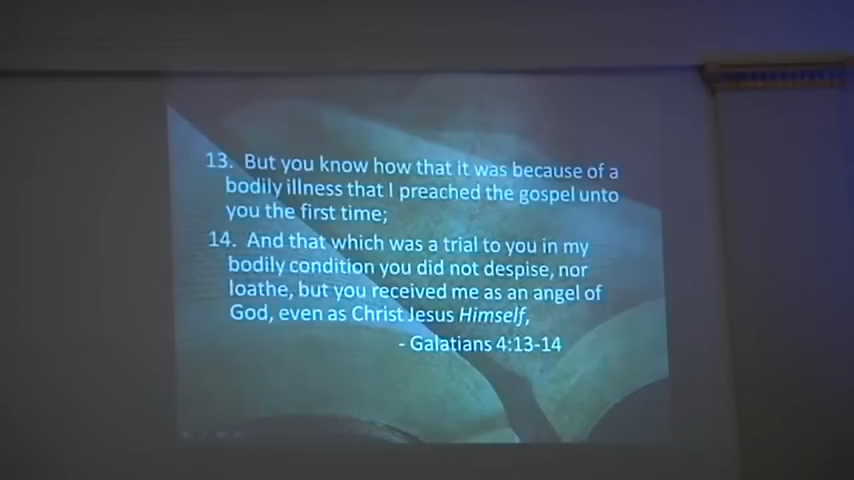 13. But you know how that it was because of a
bodily illness that I preached the gospel unto
you the first time;
14. And that which was a trial to you in my
bodily condition you did not despise, nor
loathe, but you received me as an angel of
God, even as Christ Jesus Himself,
- Galatians 4:13-14